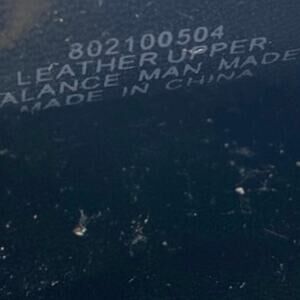 802100504
LEATHER UPPER
ALANCE MAN MADE
MADE IN CHINA